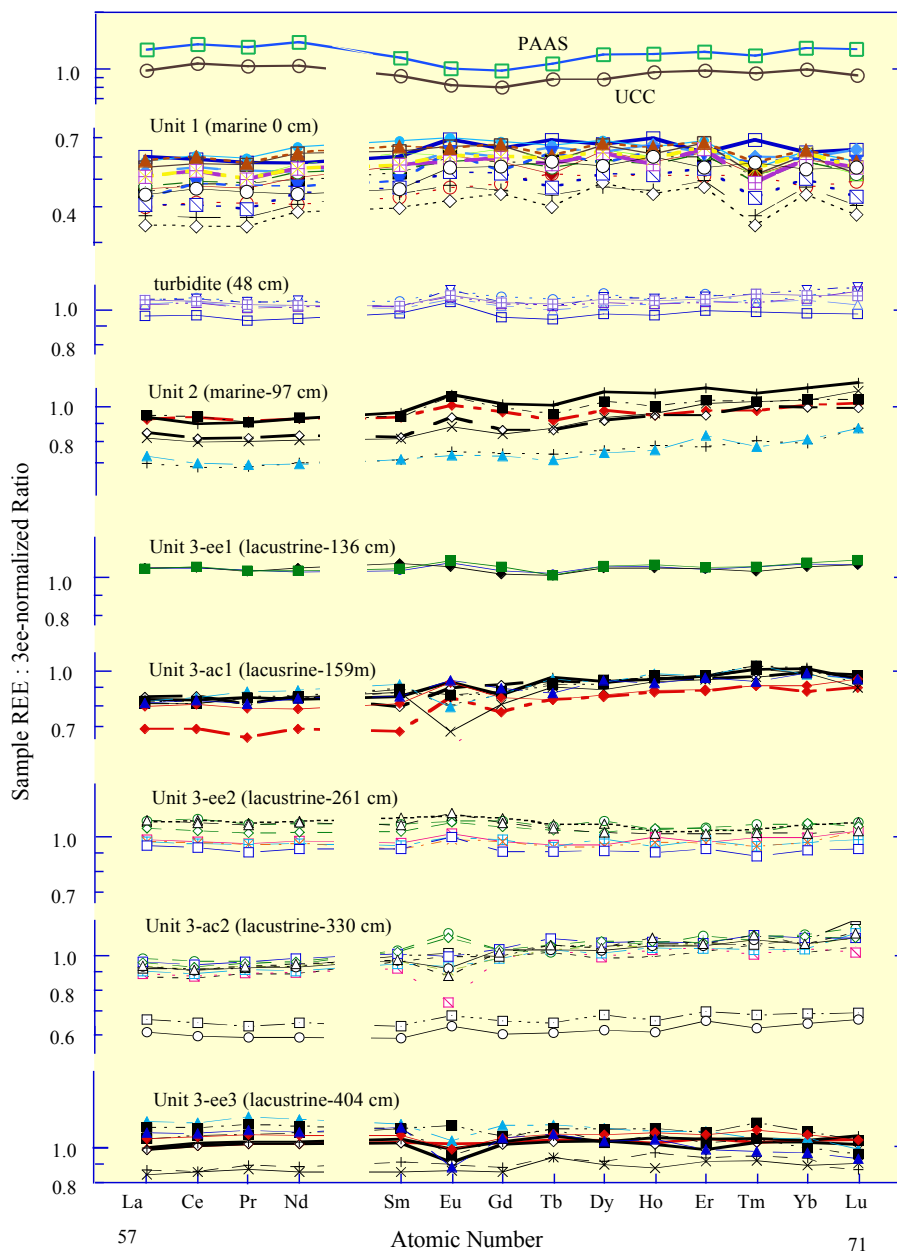 PAAS
1.0
UCC
Unit 1 (marine 0 cm)
0.7
0.4
turbidite (48 cm)
1.0
0.8
Unit 2 (marine-97 cm)
1.0
0.8
Unit 3-ee1 (lacustrine-136 cm)
1.0
0.8
Unit 3-ac1 (lacusrine-159m)
1.0
0.7
Unit 3-ee2 (lacustrine-261 cm)
1.0
0.7
Unit 3-ac2 (lacustrine-330 cm)
1.0
0.8
0.6
Unit 3-ee3 (lacustrine-404 cm)
1.0
0.8
Sample REE : 3ee-normalized Ratio
La Ce Pr Nd Sm Eu Gd Tb Dy Ho Er Tm Yb Lu
57 Atomic Number 71